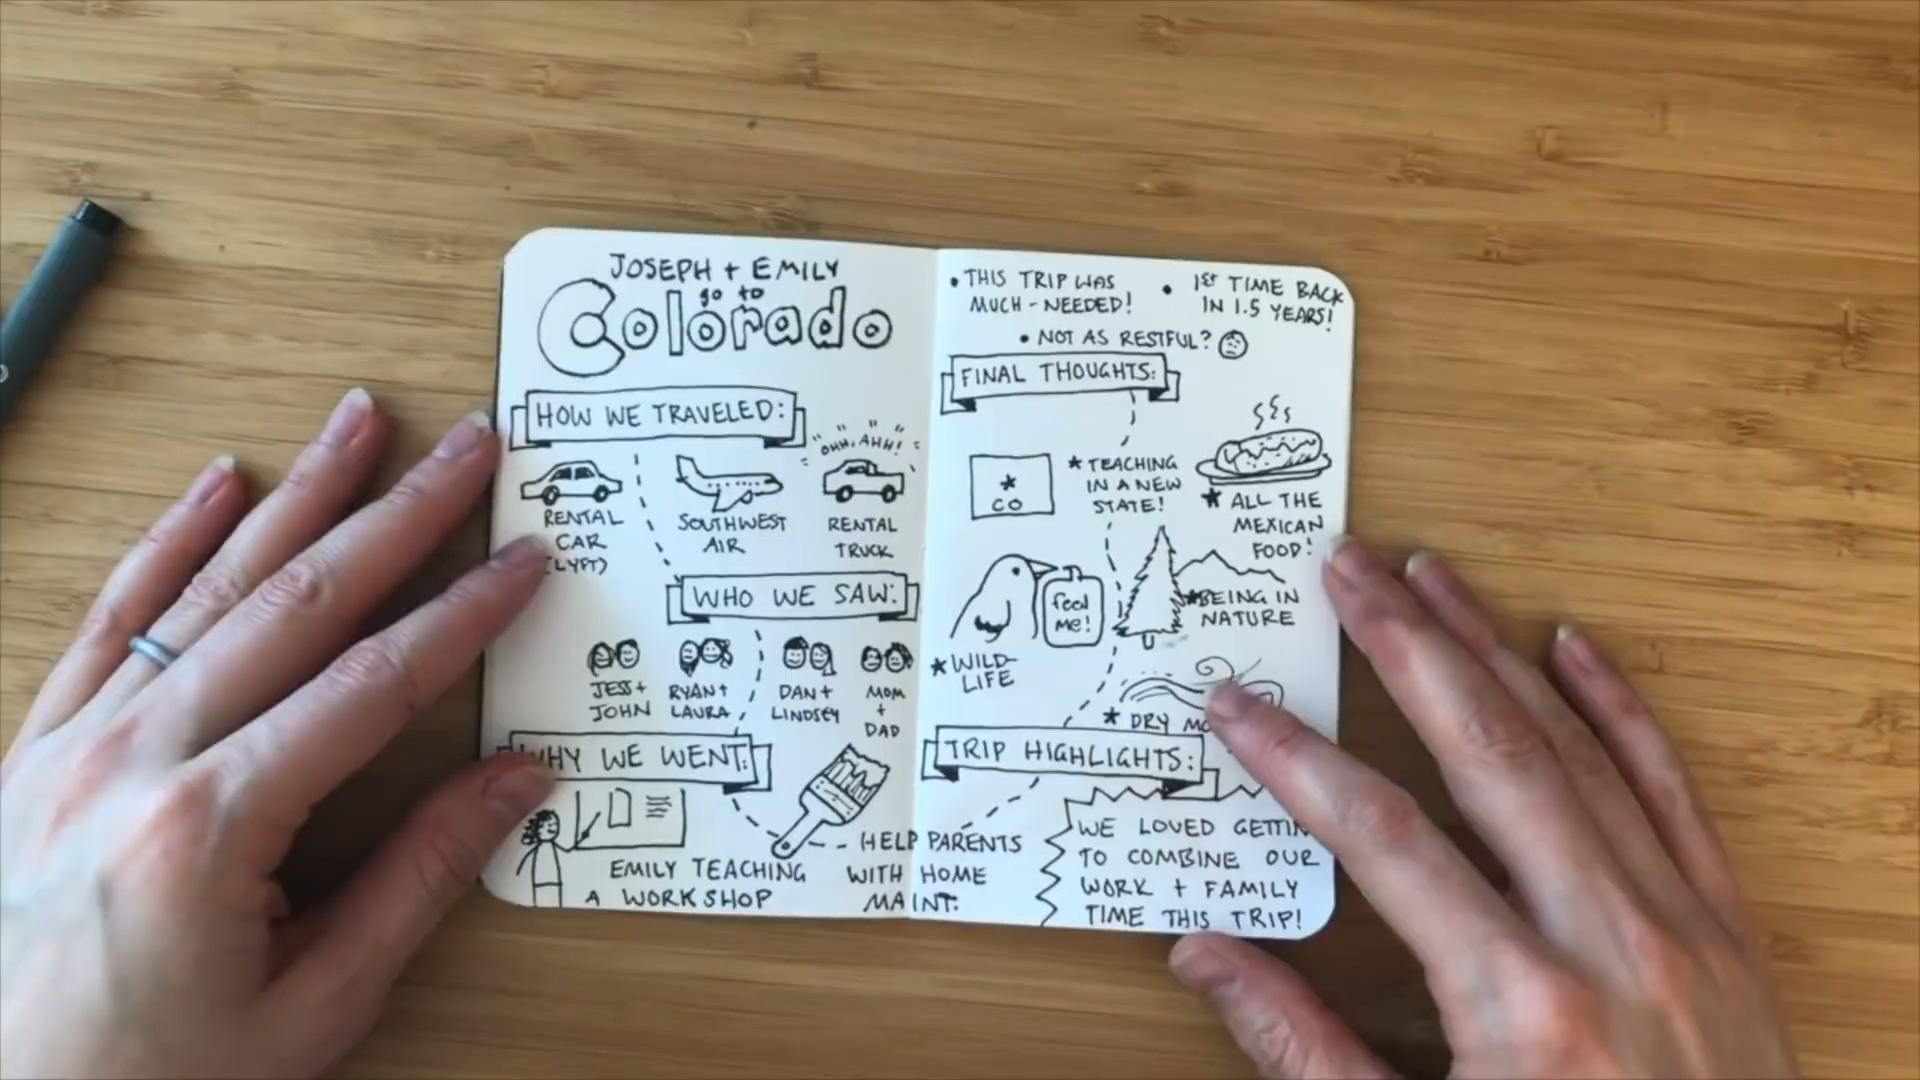 JOSEPH + EMILY
go to
Colorado
HOW WE TRAVELED:
OHH, AHH!
RENTAL
CAR
(LYFT)
SOUTHWEST
AIR
RENTAL
TRUCK
WHO WE SAW:
JESS +
JOHN
RYAN +
LAURA
DAN +
LINDSEY
MOM
+
DAD
WHY WE WENT:
EMILY TEACHING
A WORKSHOP
HELP PARENTS
WITH HOME
MAINT.
• THIS TRIP WAS
MUCH-NEEDED!
• 1ST TIME BACK
IN 1.5 YEARS!
• NOT AS RESTFUL?
FINAL THOUGHTS:
*
CO
* TEACHING
IN A NEW
STATE!
* ALL THE
MEXICAN
FOOD!
feed
me!
* WILD-
LIFE
* BEING IN
NATURE
* DRY
TRIP HIGHLIGHTS:
WE LOVED
TO COMBINE OUR
WORK + FAMILY
TIME THIS TRIP!